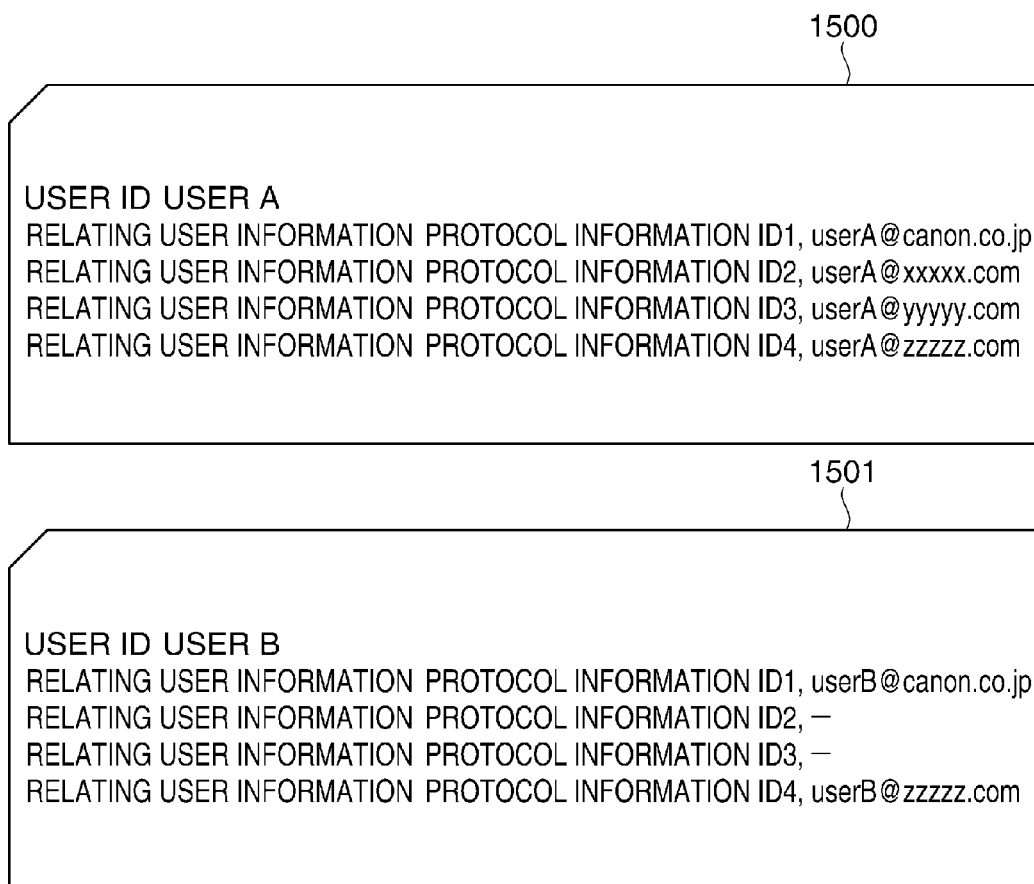 1500
USER ID USER A
RELATING USER INFORMATION PROTOCOL INFORMATION ID1, userA@canon.co.jp
RELATING USER INFORMATION PROTOCOL INFORMATION ID2, userA@xxxxx.com
RELATING USER INFORMATION PROTOCOL INFORMATION ID3, userA@yyyyy.com
RELATING USER INFORMATION PROTOCOL INFORMATION ID4, userA@zzzzz.com
1501
USER ID USER B
RELATING USER INFORMATION PROTOCOL INFORMATION ID1, userB@canon.co.jp
RELATING USER INFORMATION PROTOCOL INFORMATION ID2, —
RELATING USER INFORMATION PROTOCOL INFORMATION ID3, —
RELATING USER INFORMATION PROTOCOL INFORMATION ID4, userB@zzzzz.com